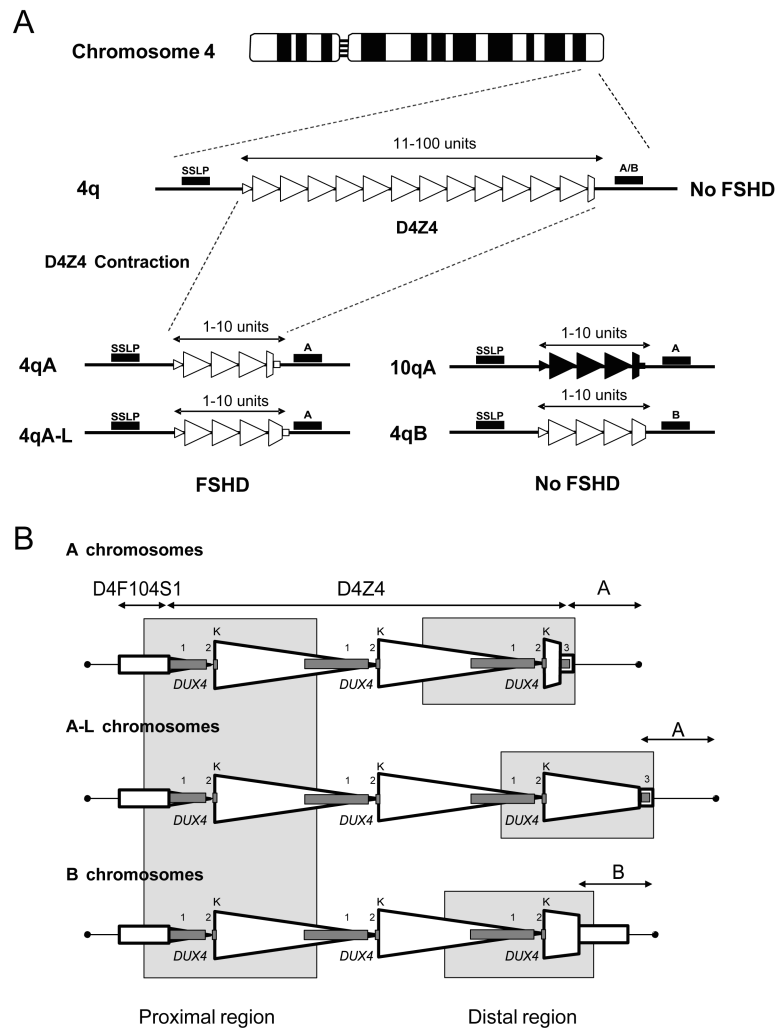 A
Chromosome 4
11-100 units
SSLP
A/B
4q
No FSHD
D4Z4
D4Z4 Contraction
1-10 units
1-10 units
SSLP
A
SSLP
A
4qA
10qA
1-10 units
1-10 units
SSLP
A
SSLP
B
4qA-L
4qB
FSHD
No FSHD
B
A chromosomes
D4F104S1
D4Z4
A
K
K
K
1
2
1
2
1
2
3
DUX4
DUX4
DUX4
A-L chromosomes
A
K
K
K
1
2
1
2
1
2
3
DUX4
DUX4
DUX4
B chromosomes
B
K
K
K
1
2
1
2
1
2
DUX4
DUX4
DUX4
Proximal region
Distal region